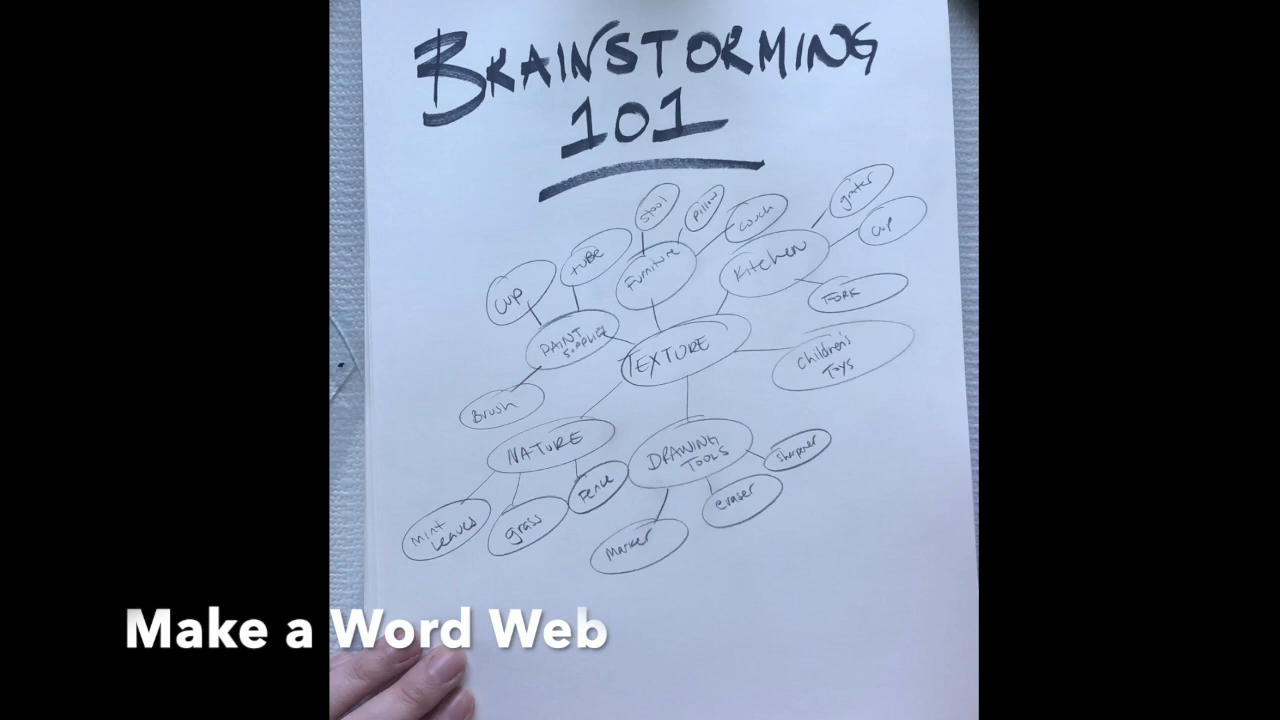 BRAINSTORMING
101
stool
pillow
couch
grater
cup
tube
Furniture
Kitchen
cup
Fork
PAINT
SUPPLIES
TEXTURE
children's
Toys
Brush
NATURE
DRAWING
TOOLS
sharpener
Fence
eraser
mint
Leaves
grass
Marker
Make a Word Web